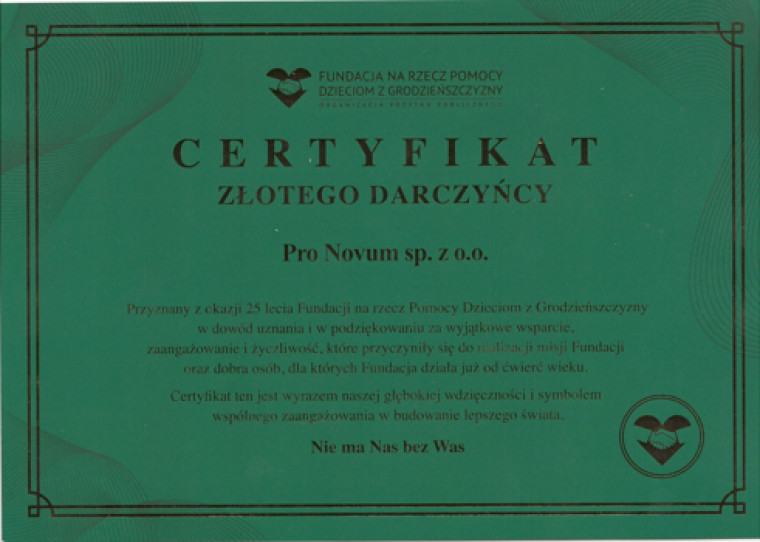 FUNDACJA NA RZECZ POMOCY
DZIECIOM Z GRODZIEŃSZCZYZNY
ORGANIZACJA POŻYTKU PUBLICZNEGO
CERTYFIKAT
ZŁOTEGO DARCZYŃCY
Pro Novum sp. z o.o.
Przyznany z okazji 25 lecia Fundacji na rzecz Pomocy Dzieciom z Grodzieńszczyzny
w dowód uznania i w podziękowaniu za wyjątkowe wsparcie,
zaangażowanie i życzliwość, które przyczyniły się do realizacji misji Fundacji
oraz dobra osób, dla których Fundacja działa już od ćwierć wieku.
Certyfikat ten jest wyrazem naszej głębokiej wdzięczności i symbolem
wspólnego zaangażowania w budowanie lepszego świata.
Nie ma Nas bez Was